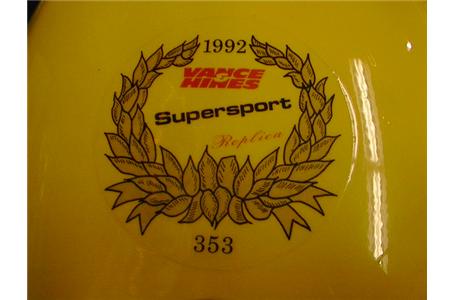 1992
VANCE
HINES
Supersport
Replica
353